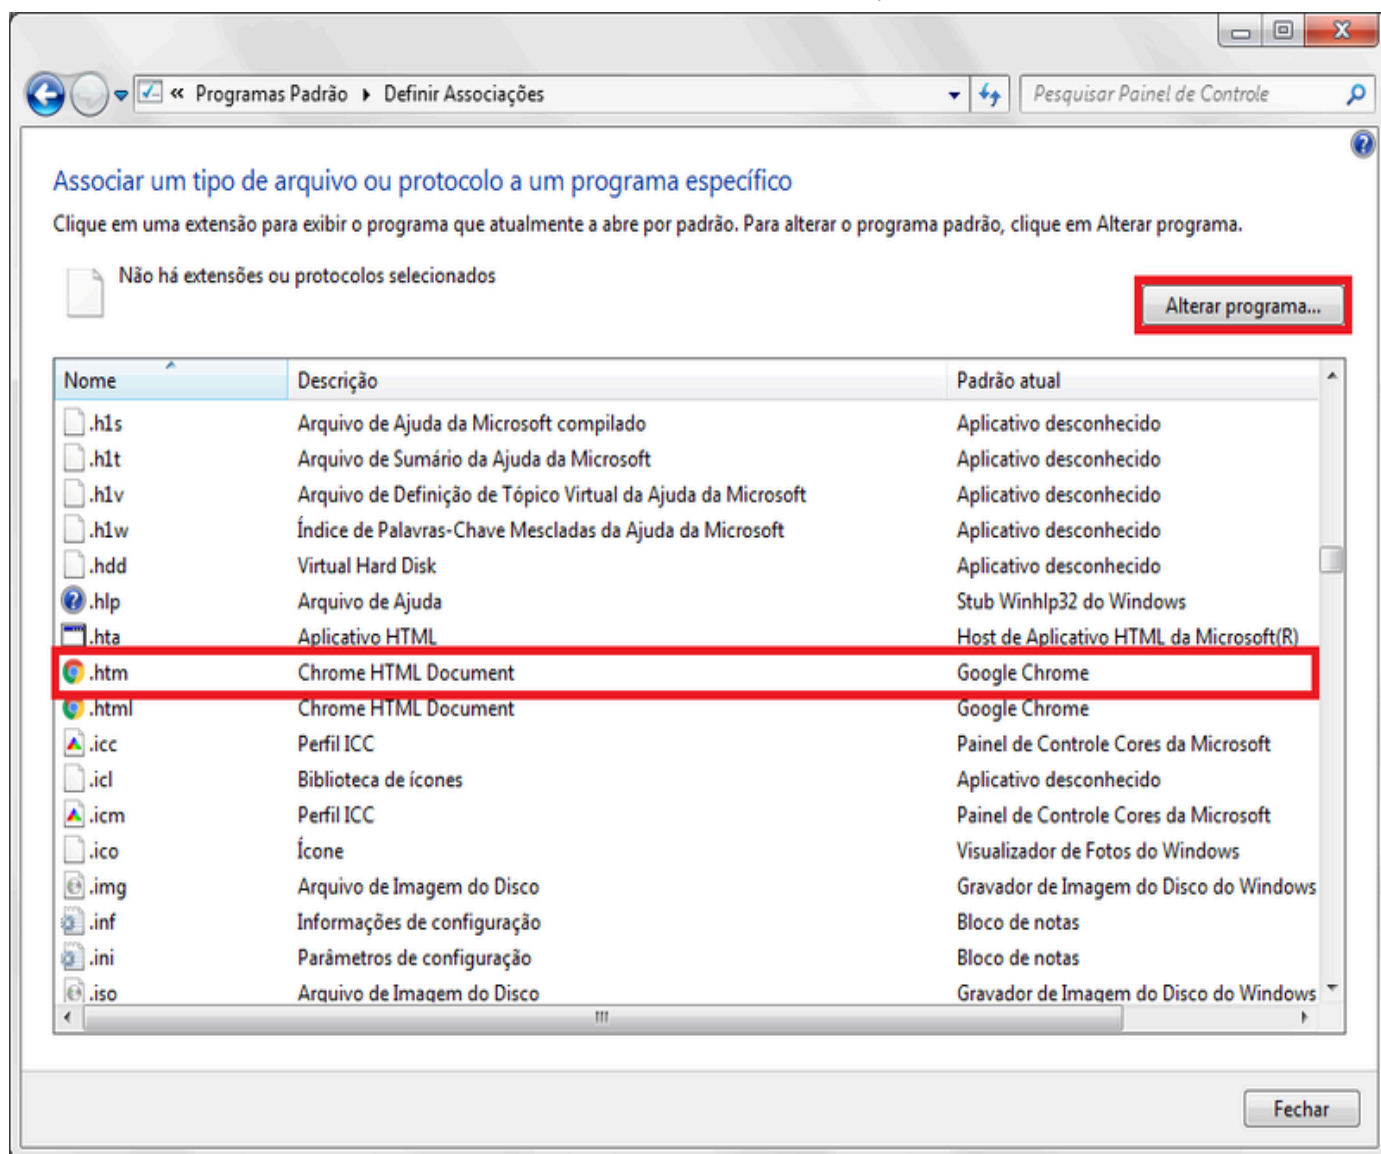 « Programas Padrão ▸ Definir Associações
Pesquisar Painel de Controle
Associar um tipo de arquivo ou protocolo a um programa específico
Clique em uma extensão para exibir o programa que atualmente a abre por padrão. Para alterar o programa padrão, clique em Alterar programa.
Não há extensões ou protocolos selecionados
Alterar programa...
Nome Descrição Padrão atual
.h1s Arquivo de Ajuda da Microsoft compilado Aplicativo desconhecido
.h1t Arquivo de Sumário da Ajuda da Microsoft Aplicativo desconhecido
.h1v Arquivo de Definição de Tópico Virtual da Ajuda da Microsoft Aplicativo desconhecido
.h1w Índice de Palavras-Chave Mescladas da Ajuda da Microsoft Aplicativo desconhecido
.hdd Virtual Hard Disk Aplicativo desconhecido
.hlp Arquivo de Ajuda Stub Winhlp32 do Windows
.hta Aplicativo HTML Host de Aplicativo HTML da Microsoft(R)
.htm Chrome HTML Document Google Chrome
.html Chrome HTML Document Google Chrome
.icc Perfil ICC Painel de Controle Cores da Microsoft
.icl Biblioteca de ícones Aplicativo desconhecido
.icm Perfil ICC Painel de Controle Cores da Microsoft
.ico Ícone Visualizador de Fotos do Windows
.img Arquivo de Imagem do Disco Gravador de Imagem do Disco do Windows
.inf Informações de configuração Bloco de notas
.ini Parâmetros de configuração Bloco de notas
.iso Arquivo de Imagem do Disco Gravador de Imagem do Disco do Windows
Fechar